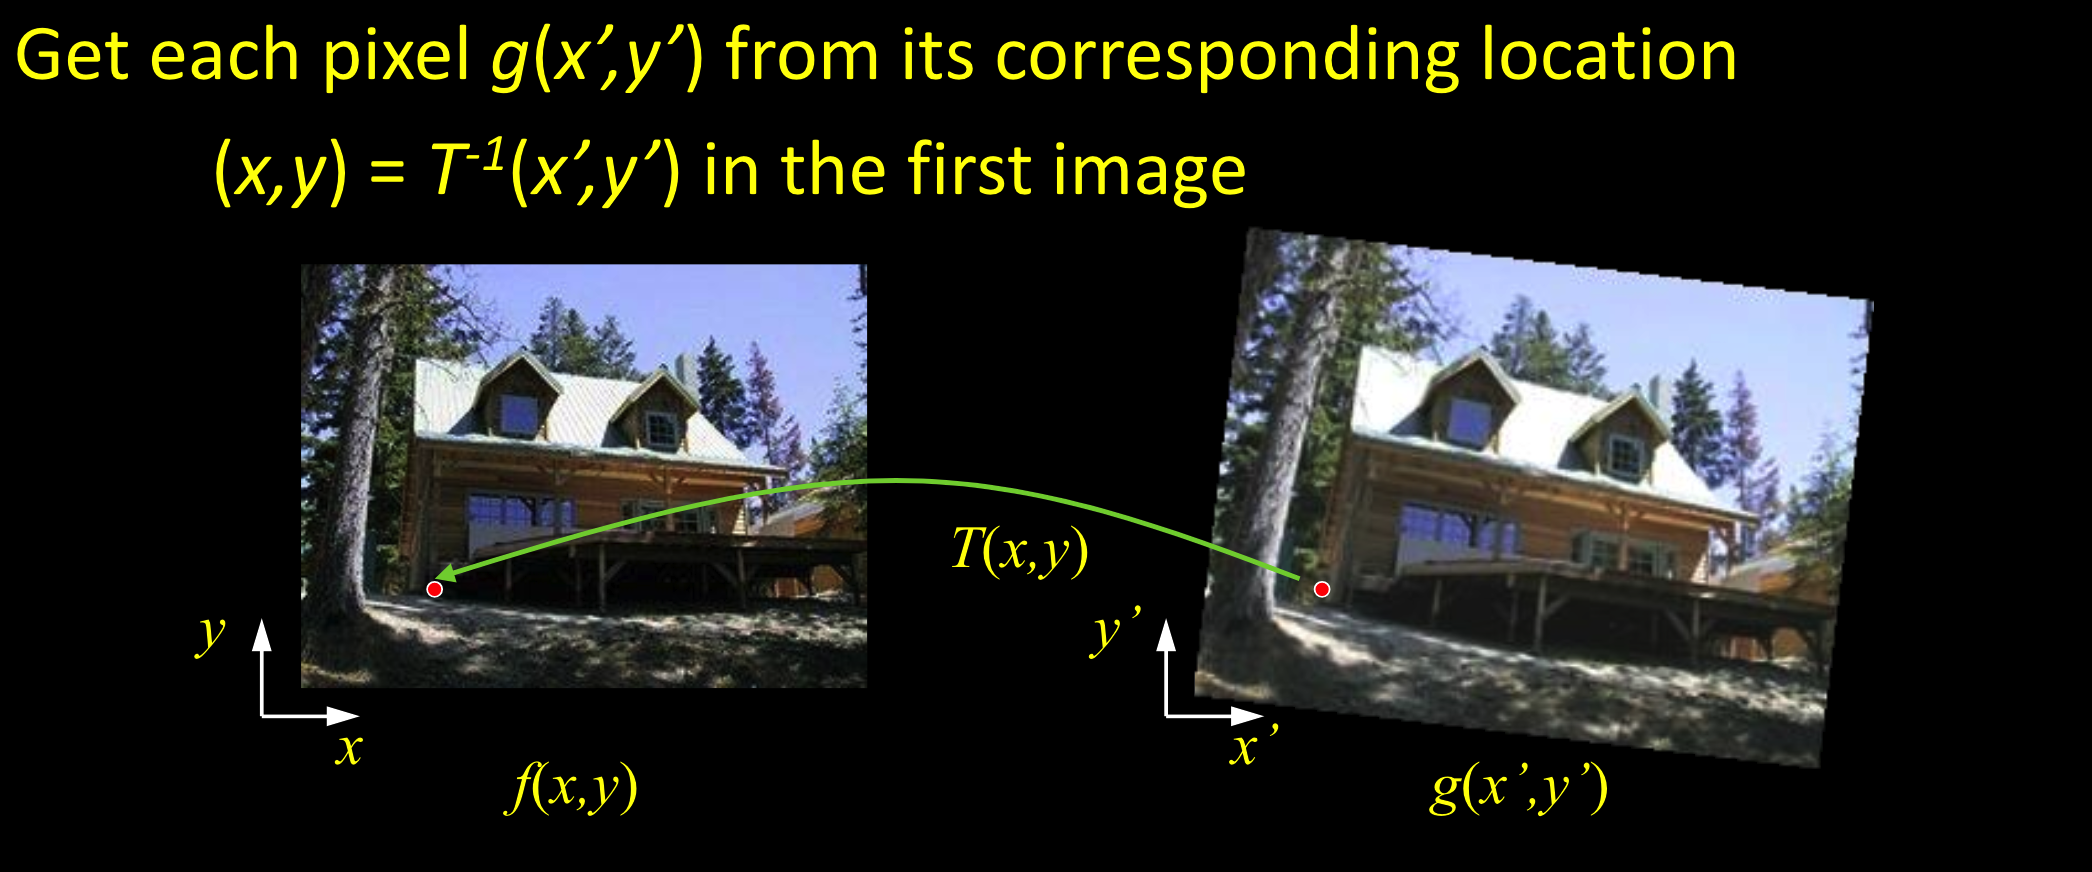 Get each pixel g(x’,y’) from its corresponding location
(x,y) = T-1(x’,y’) in the first image
T(x,y)
y
x
y’
x’
f(x,y)
g(x’,y’)